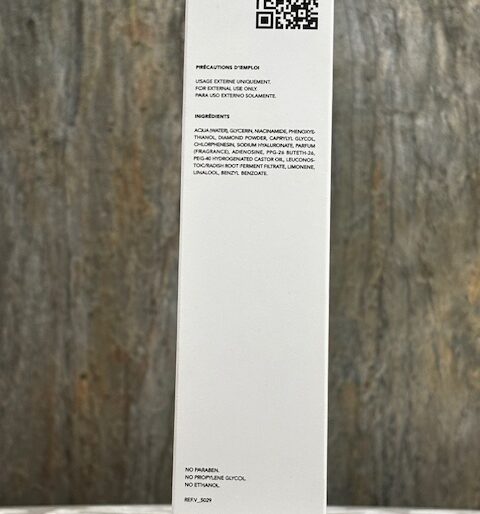 PRÉCAUTIONS D'EMPLOI
USAGE EXTERNE UNIQUEMENT.
FOR EXTERNAL USE ONLY.
PARA USO EXTERNO SOLAMENTE.
INGRÉDIENTS
AQUA (WATER), GLYCERIN, NIACINAMIDE, PHENOXYE-
THANOL, DIAMOND POWDER, CAPRYLYL GLYCOL,
CHLORPHENESIN, SODIUM HYALURONATE, PARFUM
(FRAGRANCE), ADENOSINE, PPG-26 BUTETH-26,
PEG-40 HYDROGENATED CASTOR OIL, LEUCONOS-
TOC/RADISH ROOT FERMENT FILTRATE, LIMONENE,
LINALOOL, BENZYL BENZOATE.
NO PARABEN.
NO PROPYLENE GLYCOL.
NO ETHANOL.
REF.V_5029